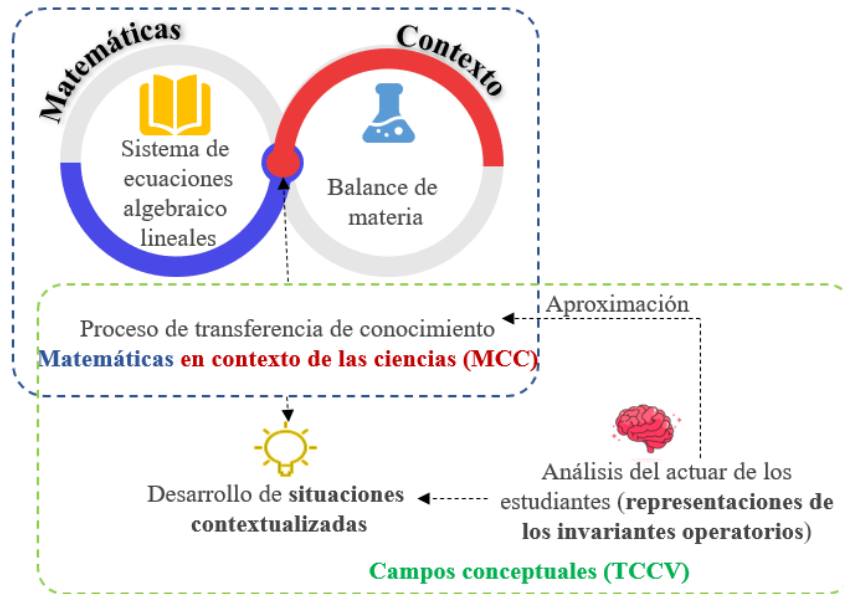 Matemáticas
Contexto
Sistema de
ecuaciones
algebraico
lineales
Balance de
materia
Aproximación
Proceso de transferencia de conocimiento
Matemáticas en contexto de las ciencias (MCC)
Desarrollo de situaciones
contextualizadas
Análisis del actuar de los
estudiantes (representaciones de
los invariantes operatorios)
Campos conceptuales (TCCV)